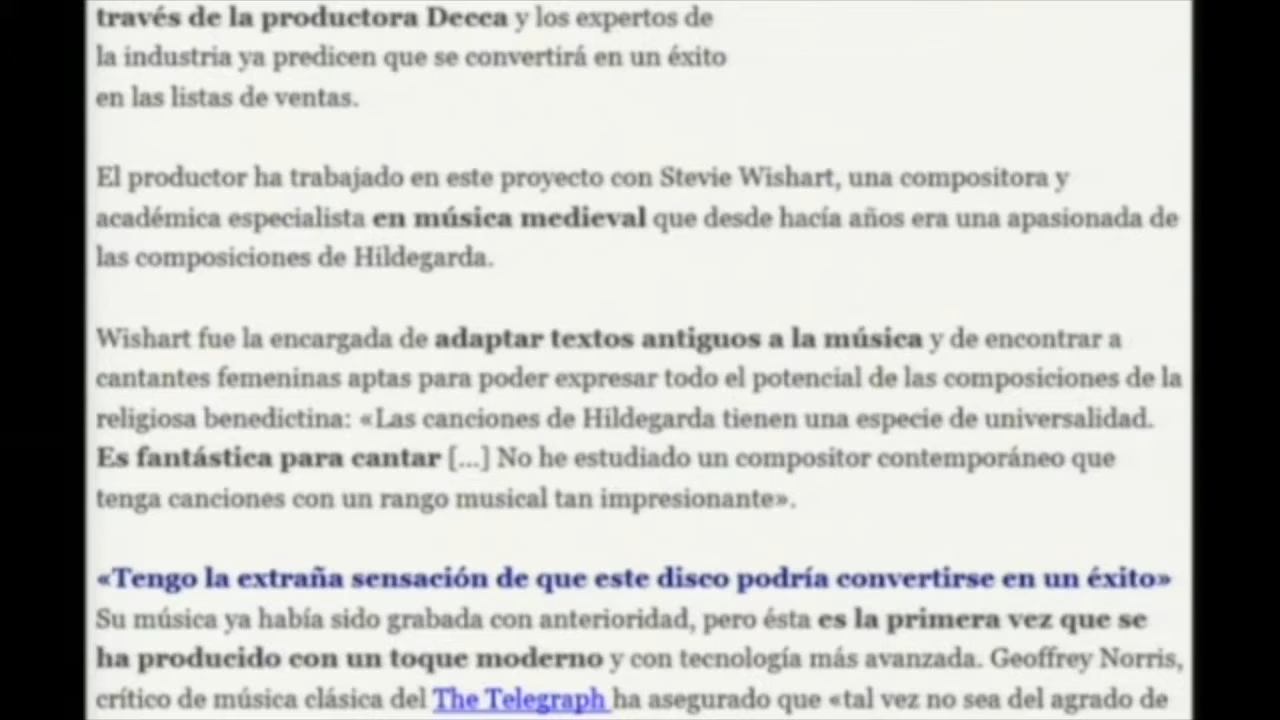 través de la productora Decca y los expertos de
la industria ya predicen que se convertirá en un éxito
en las listas de ventas.
El productor ha trabajado en este proyecto con Stevie Wishart, una compositora y
académica especialista en música medieval que desde hacía años era una apasionada de
las composiciones de Hildegarda.
Wishart fue la encargada de adaptar textos antiguos a la música y de encontrar a
cantantes femeninas aptas para poder expresar todo el potencial de las composiciones de la
religiosa benedictina: «Las canciones de Hildegarda tienen una especie de universalidad.
Es fantástica para cantar [...] No he estudiado un compositor contemporáneo que
tenga canciones con un rango musical tan impresionante».
«Tengo la extraña sensación de que este disco podría convertirse en un éxito»
Su música ya había sido grabada con anterioridad, pero ésta es la primera vez que se
ha producido con un toque moderno y con tecnología más avanzada. Geoffrey Norris,
crítico de música clásica del The Telegraph ha asegurado que «tal vez no sea del agrado de